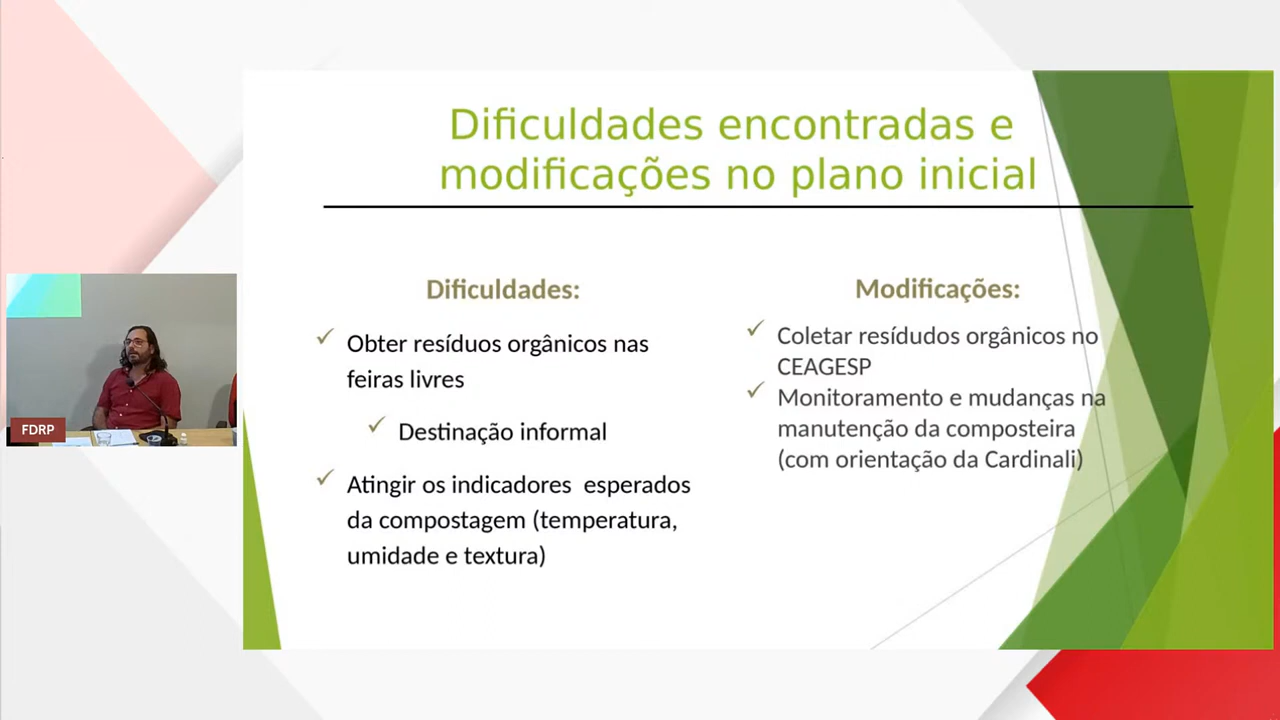 Dificuldades encontradas e
modificações no plano inicial
Dificuldades:
Obter resíduos orgânicos nas
feiras livres
Destinação informal
Atingir os indicadores esperados
da compostagem (temperatura,
umidade e textura)
Modificações:
Coletar resídudos orgânicos no
CEAGESP
Monitoramento e mudanças na
manutenção da composteira
(com orientação da Cardinali)
FDRP